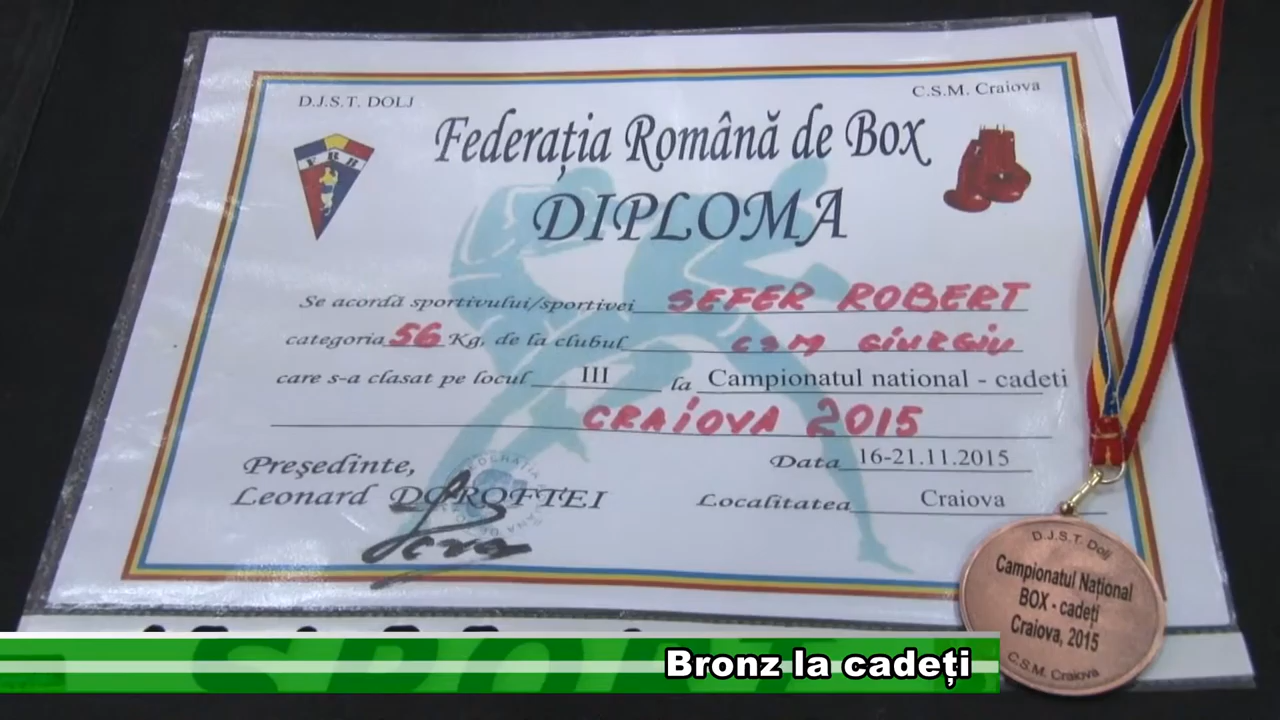 D.J.S.T. DOLJ
C.S.M. Craiova
Federația Română de Box
FRB
DIPLOMA
Se acordă sportivului/sportivei SEFER ROBERT
categoria 56 Kg, de la clubul CSM GiURGiU
care s-a clasat pe locul III la Campionatul national - cadeti
CRAiOVA 2015
Președinte,
Data 16-21.11.2015
Leonard DOROFTEI
Localitatea Craiova
D.J.S.T. Dolj
Campionatul Național
BOX - cadeți
Craiova, 2015
C.S.M. Craiova
Bronz la cadeți